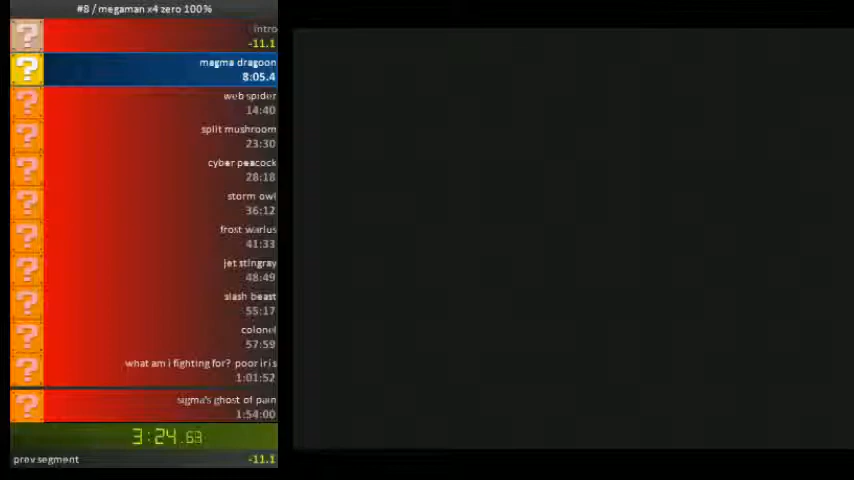 #8 / megaman x4 zero 100%
intro
-11.1
magma dragoon
8:05.4
web spider
14:40
split mushroom
23:30
cyber peacock
28:18
storm owl
36:12
frost warlus
41:33
jet stingray
48:49
slash beast
55:17
colonel
57:59
what am i fighting for? poor iris
1:01:52
sigma's ghost of pain
1:54:00
3:24.63
prev segment -11.1